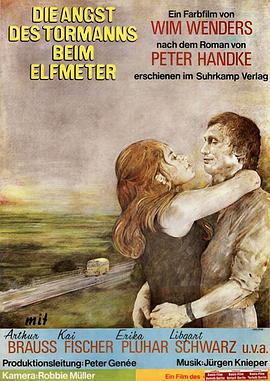 DIE ANGST
DES TORMANNS
BEIM
ELFMETER
Ein Farbfilm von
WIM WENDERS
nach dem Roman von
PETER HANDKE
erschienen im Suhrkamp Verlag
mit
Arthur Kai Erika Libgart
BRAUSS FISCHER PLUHAR SCHWARZ u.v.a.
Produktionsleitung: Peter Genée Musik: Jürgen Knieper
Kamera: Robbie Müller Ein Film des